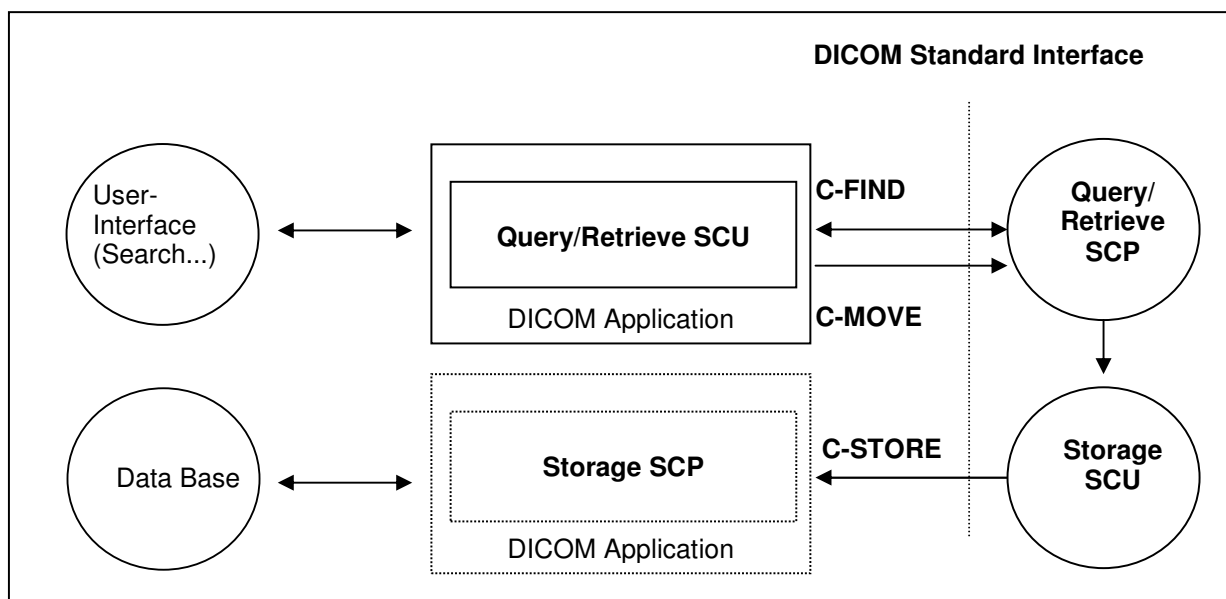 DICOM Standard Interface
User-
Interface
(Search...)
Query/Retrieve SCU
DICOM Application
C-FIND
C-MOVE
Query/
Retrieve
SCP
Data Base
Storage SCP
DICOM Application
C-STORE
Storage
SCU